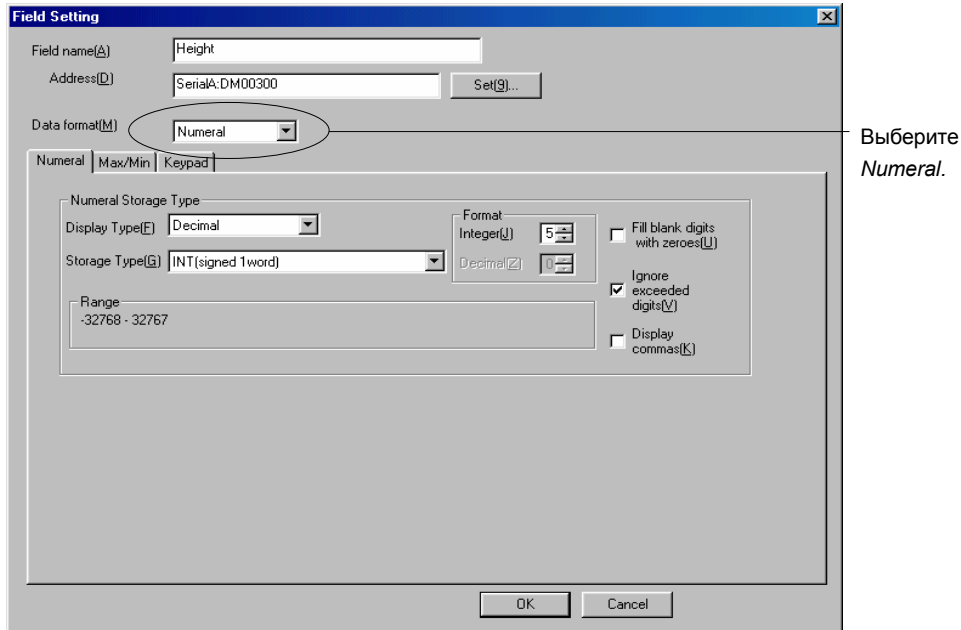 Field Setting
Field name(A) Height
Address(D) SerialA:DM00300 Set(9)...
Data format(M) Numeral
Выберите
Numeral.
Numeral Max/Min Keypad
Numeral Storage Type
Display Type(F) Decimal
Storage Type(G) INT(signed 1word)
Format
Integer(J) 5
Decimal(Z) 0
Fill blank digits
with zeroes(U)
Ignore
exceeded
digits(V)
Display
commas(K)
Range
-32768 - 32767
OK Cancel